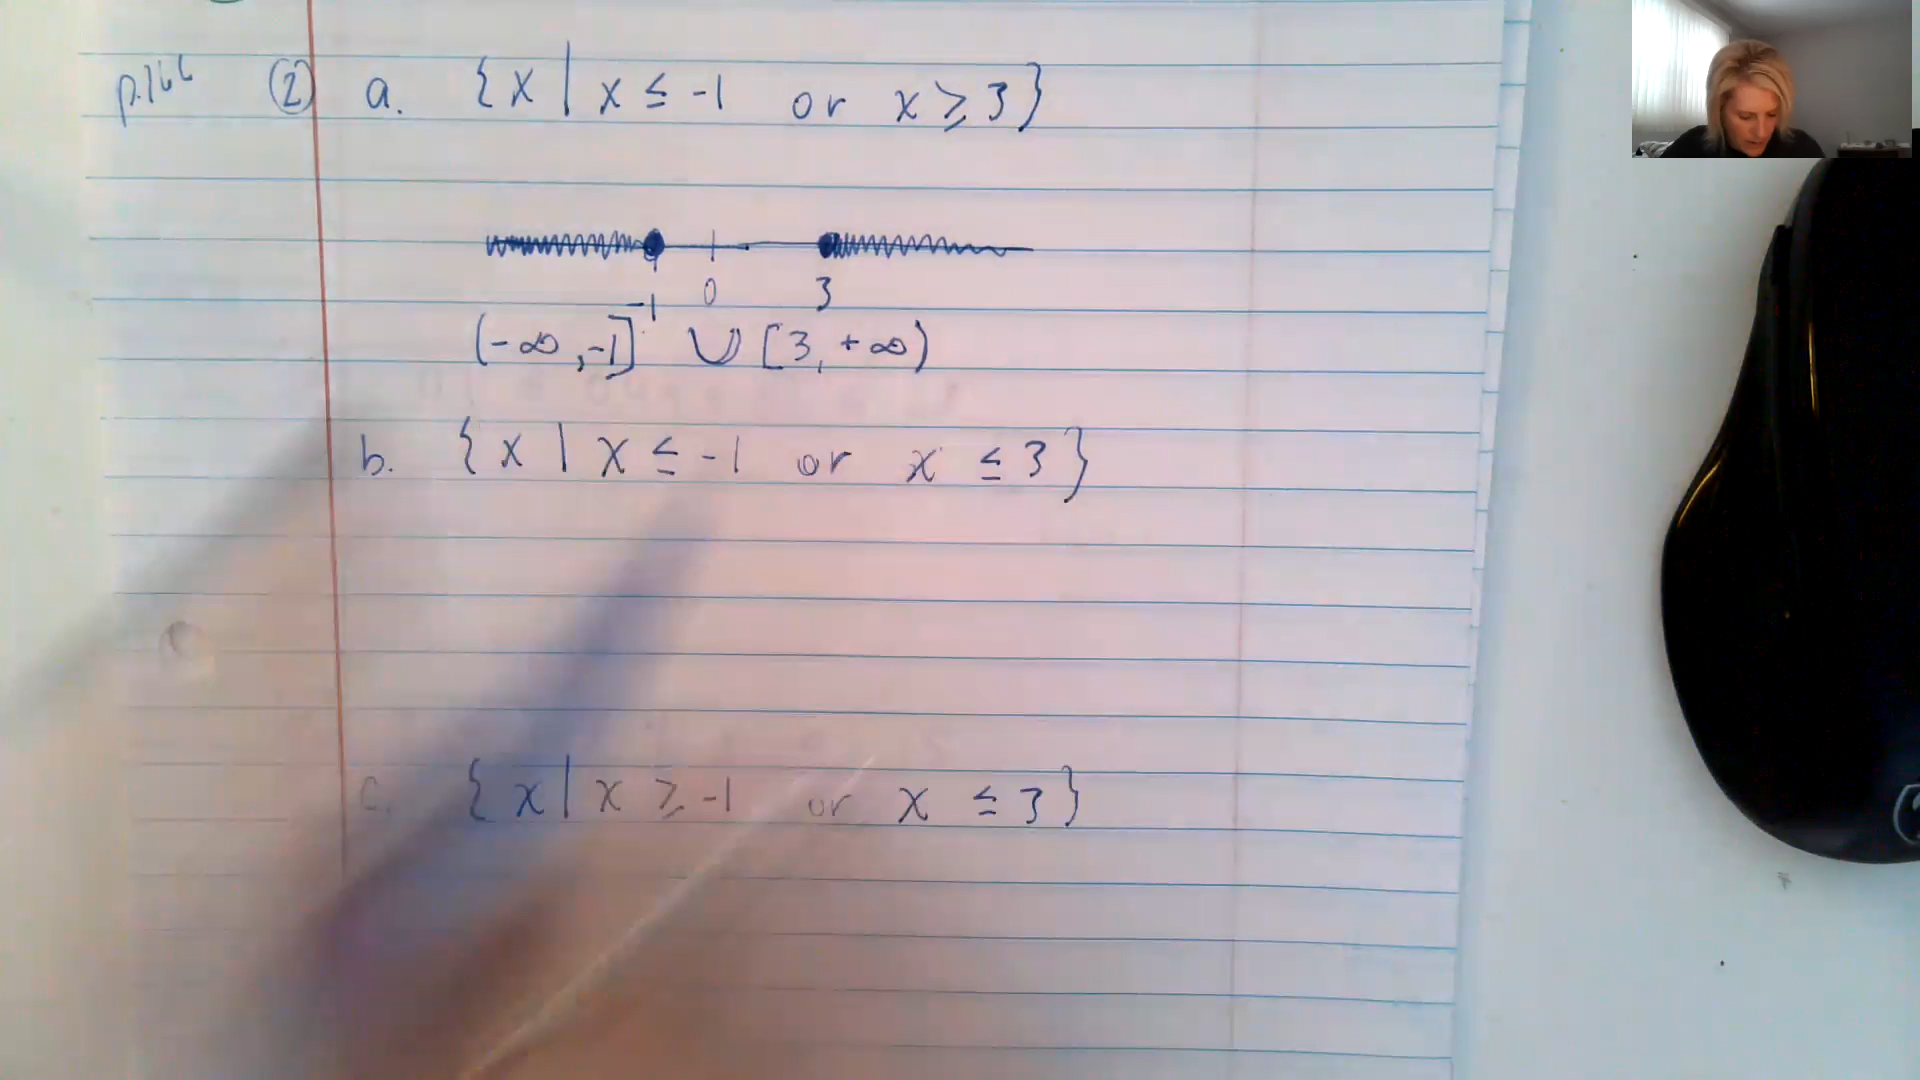 p.166 ② a. {x | x ≤ -1 or x ≥ 3}
-1 0 3
(-∞, -1] ∪ [3, +∞)
b. {x | x ≤ -1 or x ≤ 3}
c. {x | x ≥ -1 or x ≤ 3}